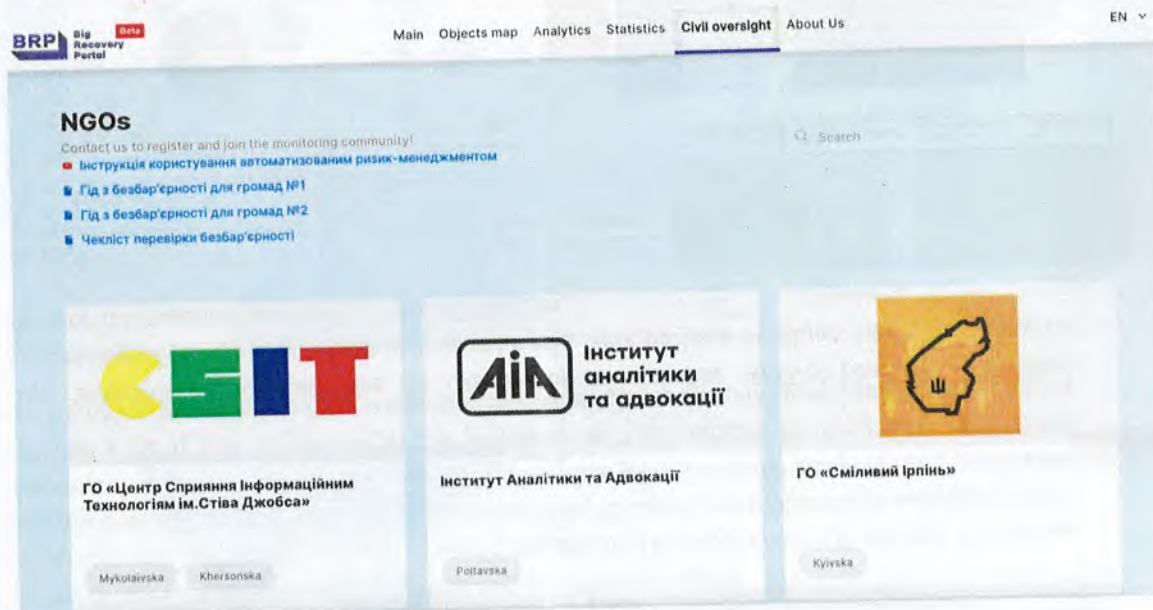 BRP Big Recovery Portal Beta
Main Objects map Analytics Statistics Civil oversight About Us
EN
NGOs
Contact us to register and join the monitoring community!
Search
Інструкція користування автоматизованим ризик-менеджментом
Гід з безбар'єрності для громад №1
Гід з безбар'єрності для громад №2
Чекліст перевірки безбар'єрності
CSIT
AiA
Інститут
аналітики
та адвокації
ГО «Центр Сприяння Інформаційним
Технологіям ім.Стіва Джобса»
Інститут Аналітики та Адвокації
ГО «Сміливий Ірпінь»
Mykolaivska Khersonska
Poltavska
Kyivska